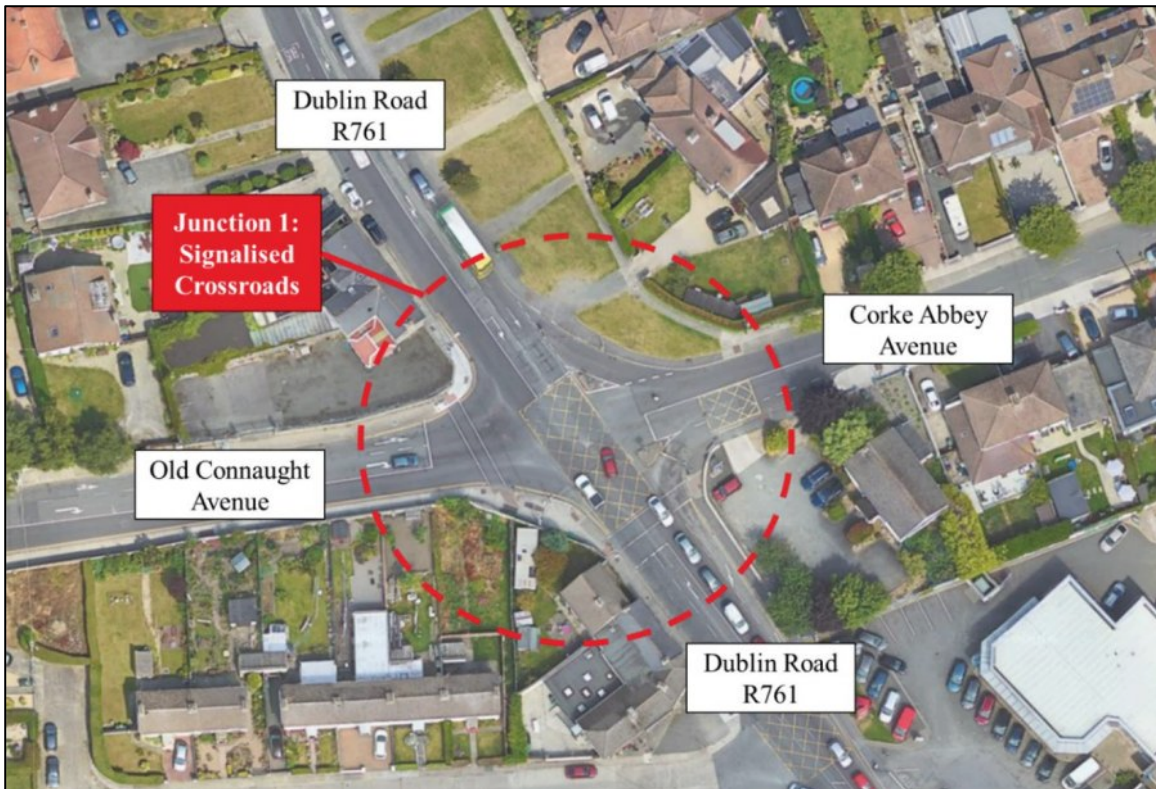 Dublin Road
R761
Junction 1:
Signalised
Crossroads
Corke Abbey
Avenue
Old Connaught
Avenue
Dublin Road
R761